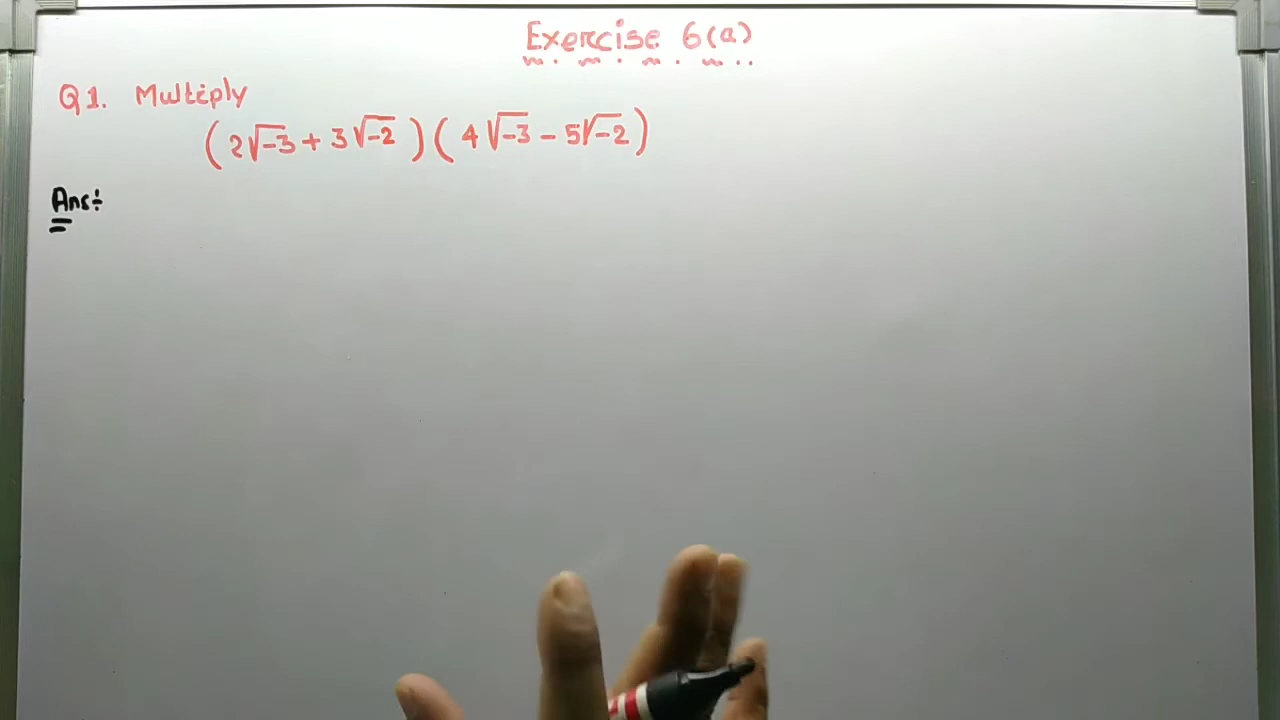 Exercise 6(a)
Q1. Multiply
(2√-3 + 3√-2)(4√-3 - 5√-2)
Ans÷